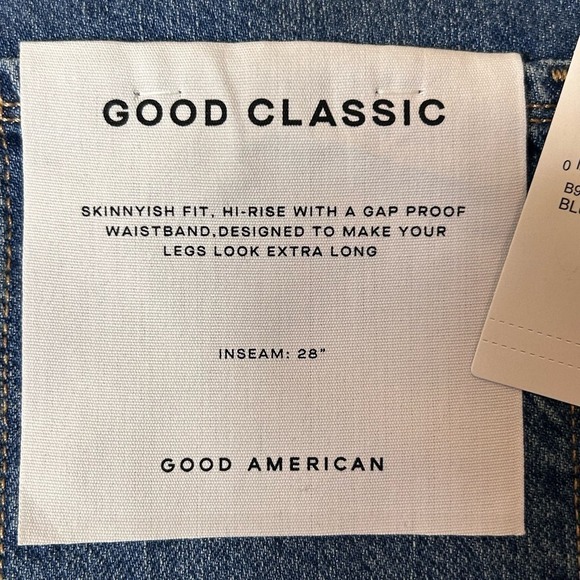 GOOD CLASSIC
SKINNYISH FIT, HI-RISE WITH A GAP PROOF
WAISTBAND,DESIGNED TO MAKE YOUR
LEGS LOOK EXTRA LONG
INSEAM: 28"
GOOD AMERICAN
0